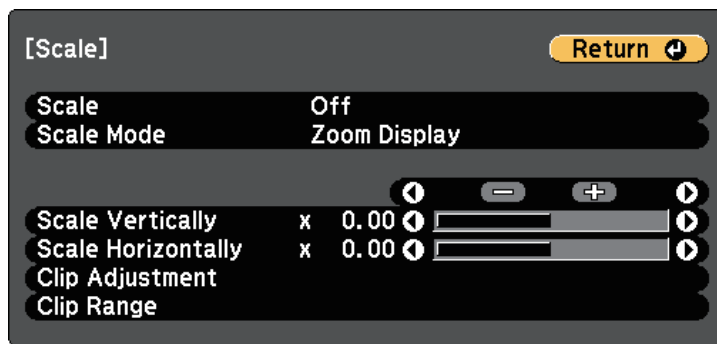 [Scale] Return
Scale Off
Scale Mode Zoom Display
− +
Scale Vertically x 0.00
Scale Horizontally x 0.00
Clip Adjustment
Clip Range